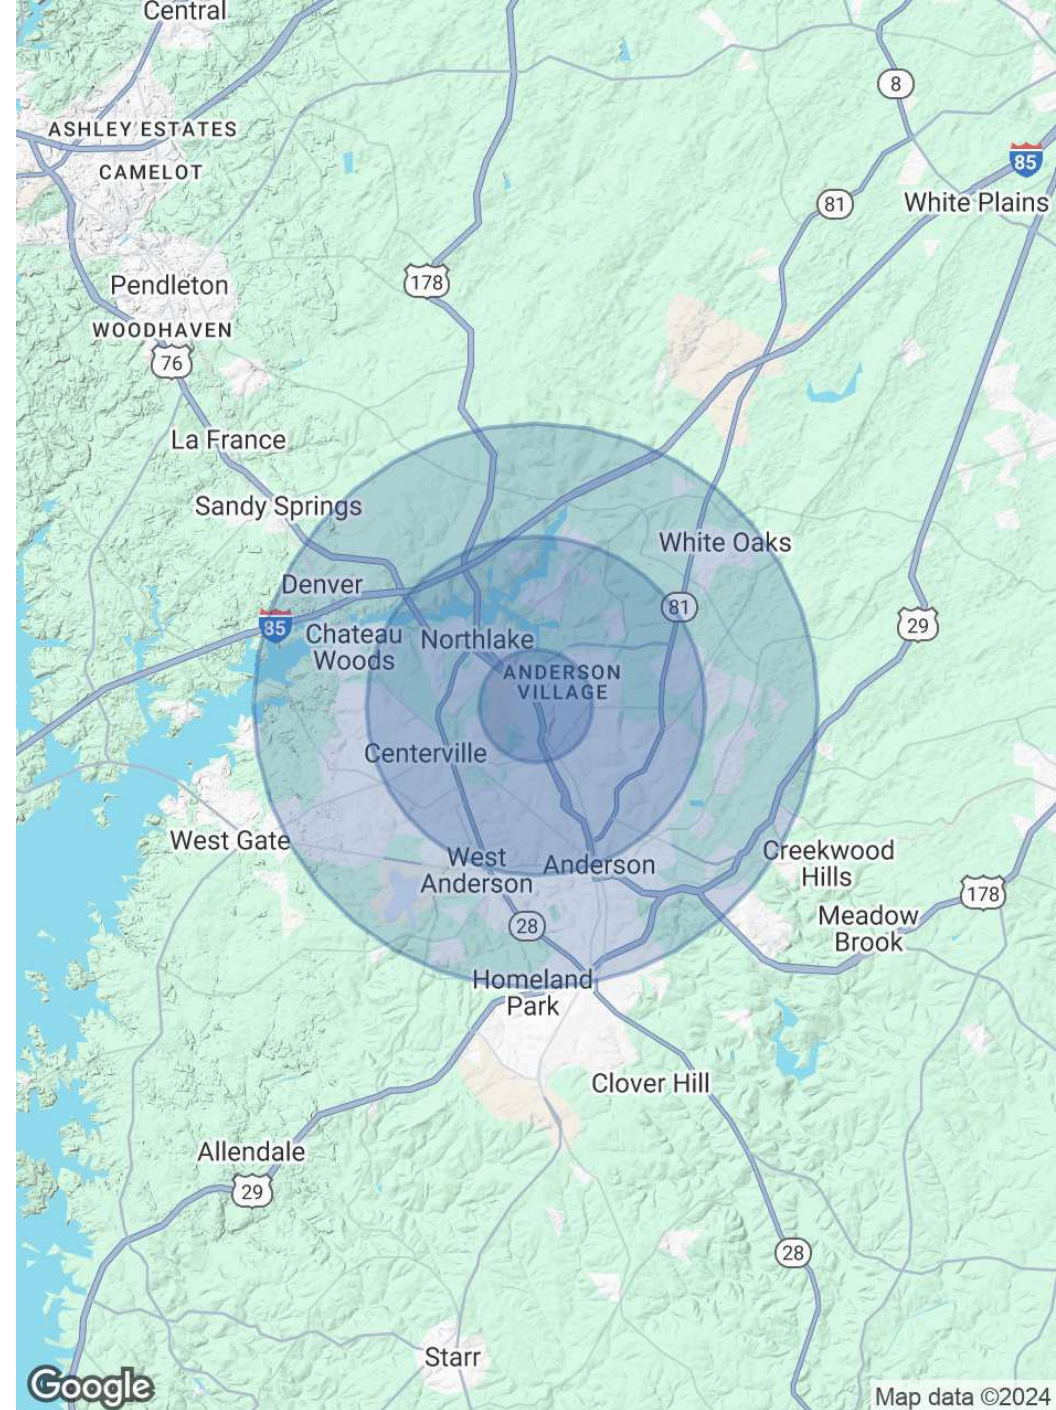 Central
8
ASHLEY ESTATES
85
CAMELOT
81
White Plains
178
Pendleton
WOODHAVEN
76
La France
Sandy Springs
White Oaks
Denver
81
85
29
Chateau
Woods
Northlake
ANDERSON
VILLAGE
Centerville
West Gate
West
Anderson
Anderson
Creekwood
Hills
178
Meadow
Brook
28
Homeland
Park
Clover Hill
Allendale
29
28
Starr
Google
Map data ©2024